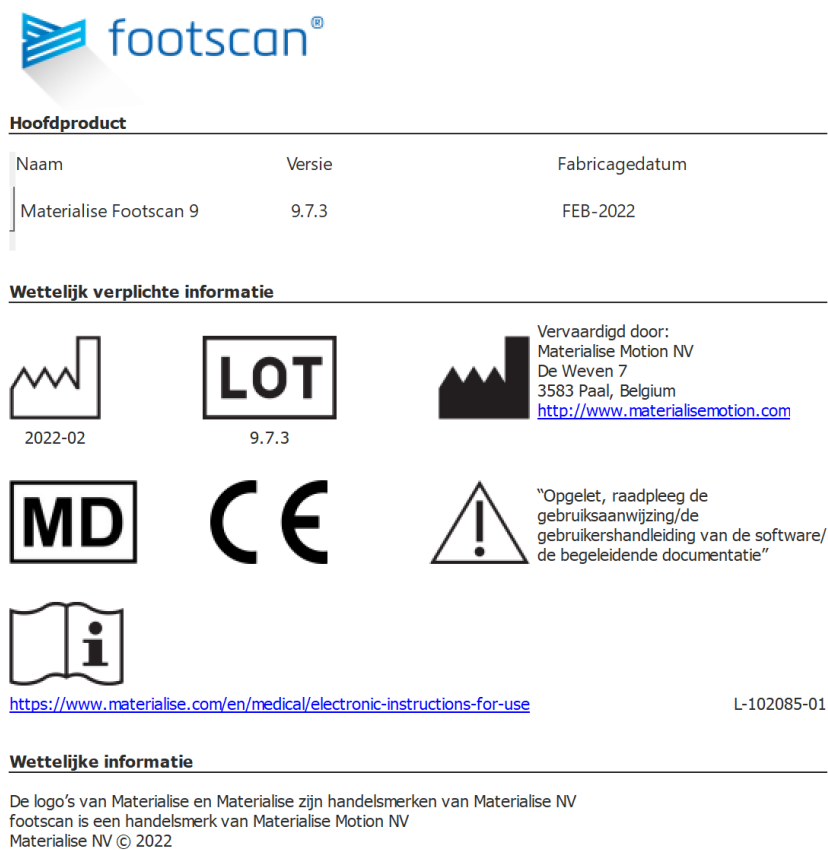 footscan®
Hoofdproduct
Naam Versie Fabricagedatum
Materialise Footscan 9 9.7.3 FEB-2022
Wettelijk verplichte informatie
2022-02
LOT
9.7.3
Vervaardigd door:
Materialise Motion NV
De Weven 7
3583 Paal, Belgium
http://www.materialisemotion.com
MD
CE
“Opgelet, raadpleeg de
gebruiksaanwijzing/de
gebruikershandleiding van de software/
de begeleidende documentatie”
i
https://www.materialise.com/en/medical/electronic-instructions-for-use L-102085-01
Wettelijke informatie
De logo’s van Materialise en Materialise zijn handelsmerken van Materialise NV
footscan is een handelsmerk van Materialise Motion NV
Materialise NV © 2022